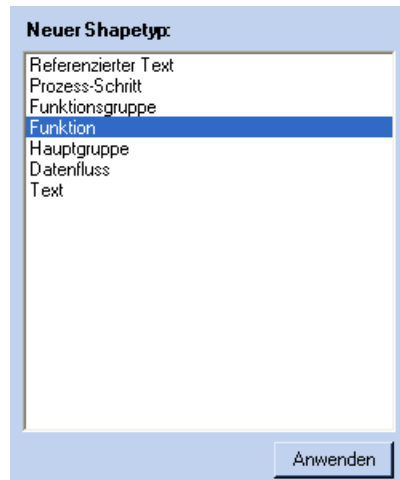 Neuer Shapetyp:
Referenzierter Text
Prozess-Schritt
Funktionsgruppe
Funktion
Hauptgruppe
Datenfluss
Text
Anwenden